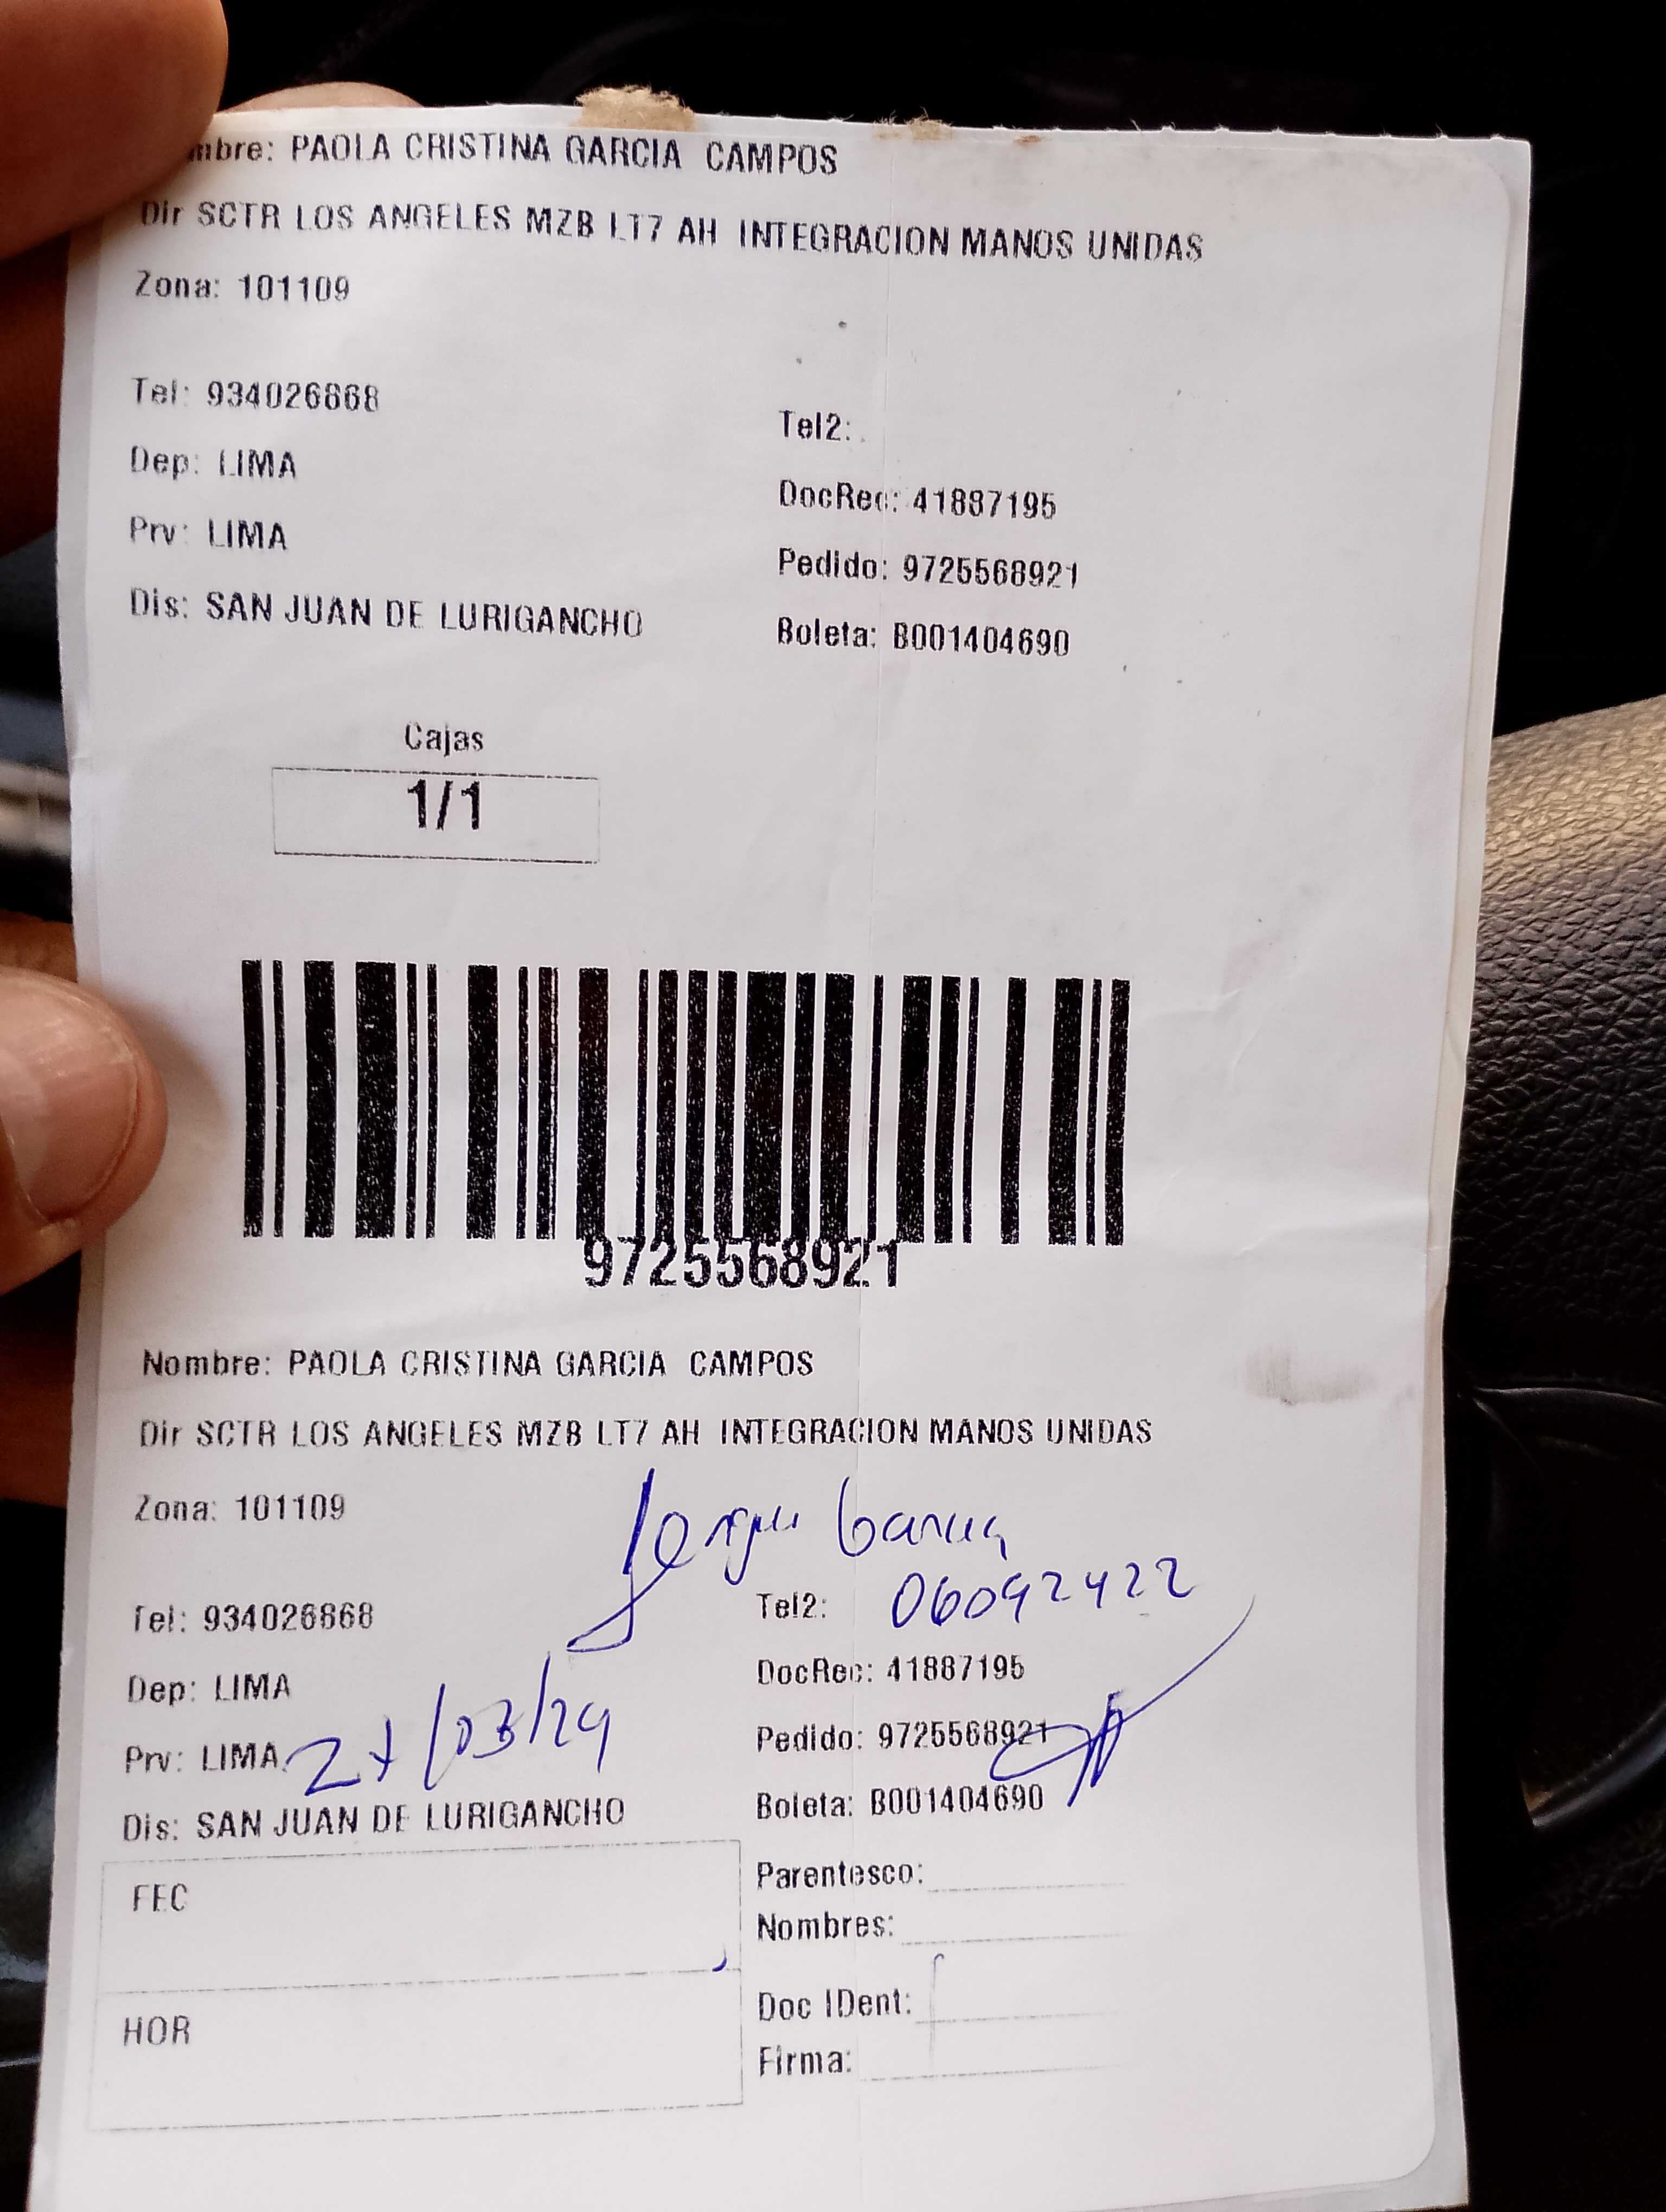 mbre: PAOLA CRISTINA GARCIA CAMPOS
Dir SCTR LOS ANGELES MZB LT7 AH INTEGRACION MANOS UNIDAS
Zona: 101109
Tel: 934026868
Tel2:
Dep: LIMA
DocRec: 41887195
Prv: LIMA
Pedido: 9725568921
Dis: SAN JUAN DE LURIGANCHO
Boleta: B001404690
Cajas
1/1
9725568921
Nombre: PAOLA CRISTINA GARCIA CAMPOS
Dir SCTR LOS ANGELES MZB LT7 AH INTEGRACION MANOS UNIDAS
Zona: 101109
Garcia
Tel: 934026868
Tel2: 06092422
Dep: LIMA
DocRec: 41887195
Prv: LIMA 27/03/24
Pedido: 9725568921
Dis: SAN JUAN DE LURIGANCHO
Boleta: B001404690
FEC
Parentesco:
Nombres:
HOR
Doc IDent:
Firma: